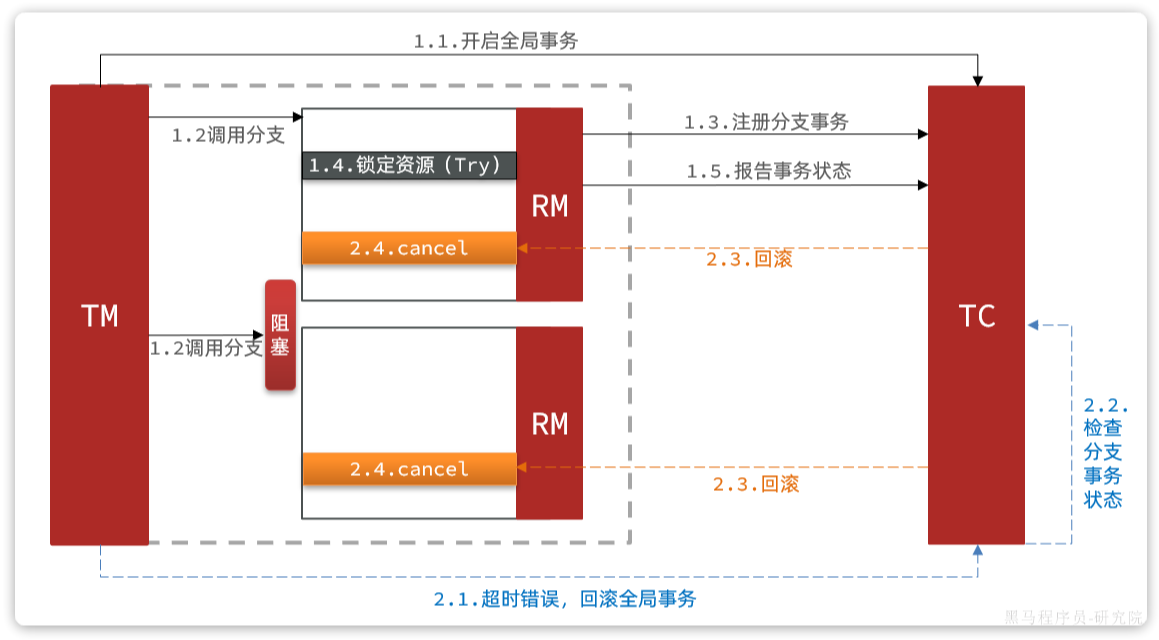 1.1.开启全局事务
1.2调用分支
1.3.注册分支事务
1.4.锁定资源（Try）
1.5.报告事务状态
RM
2.4.cancel
2.3.回滚
TM
阻
塞
TC
1.2调用分支
RM
2.2.
检查
分支
事务
状态
2.4.cancel
2.3.回滚
2.1.超时错误，回滚全局事务
黑马程序员-研究院